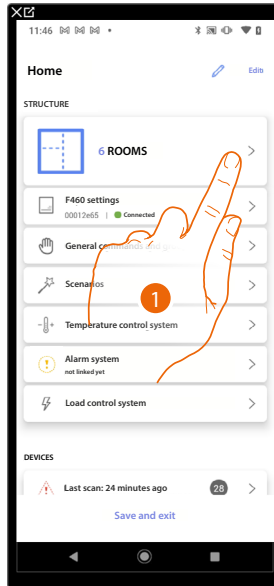 11:46
Home
Edit
STRUCTURE
6 ROOMS
F460 settings
00012e65 | Connected
General commands and
Scenarios
1
Temperature control system
Alarm system
not linked yet
Load control system
DEVICES
Last scan: 24 minutes ago
28
Save and exit